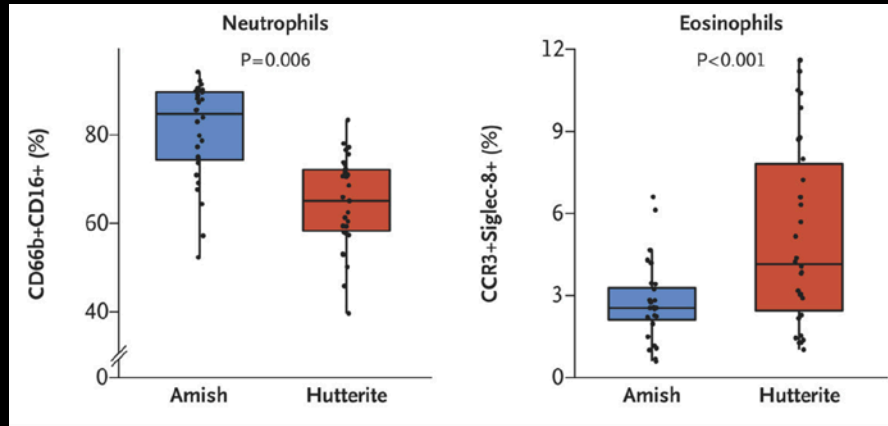 Neutrophils
P=0.006
CD66b+CD16+ (%)
80
60
40
0
Amish
Hutterite
Eosinophils
P<0.001
CCR3+Siglec-8+ (%)
12
9
6
3
0
Amish
Hutterite